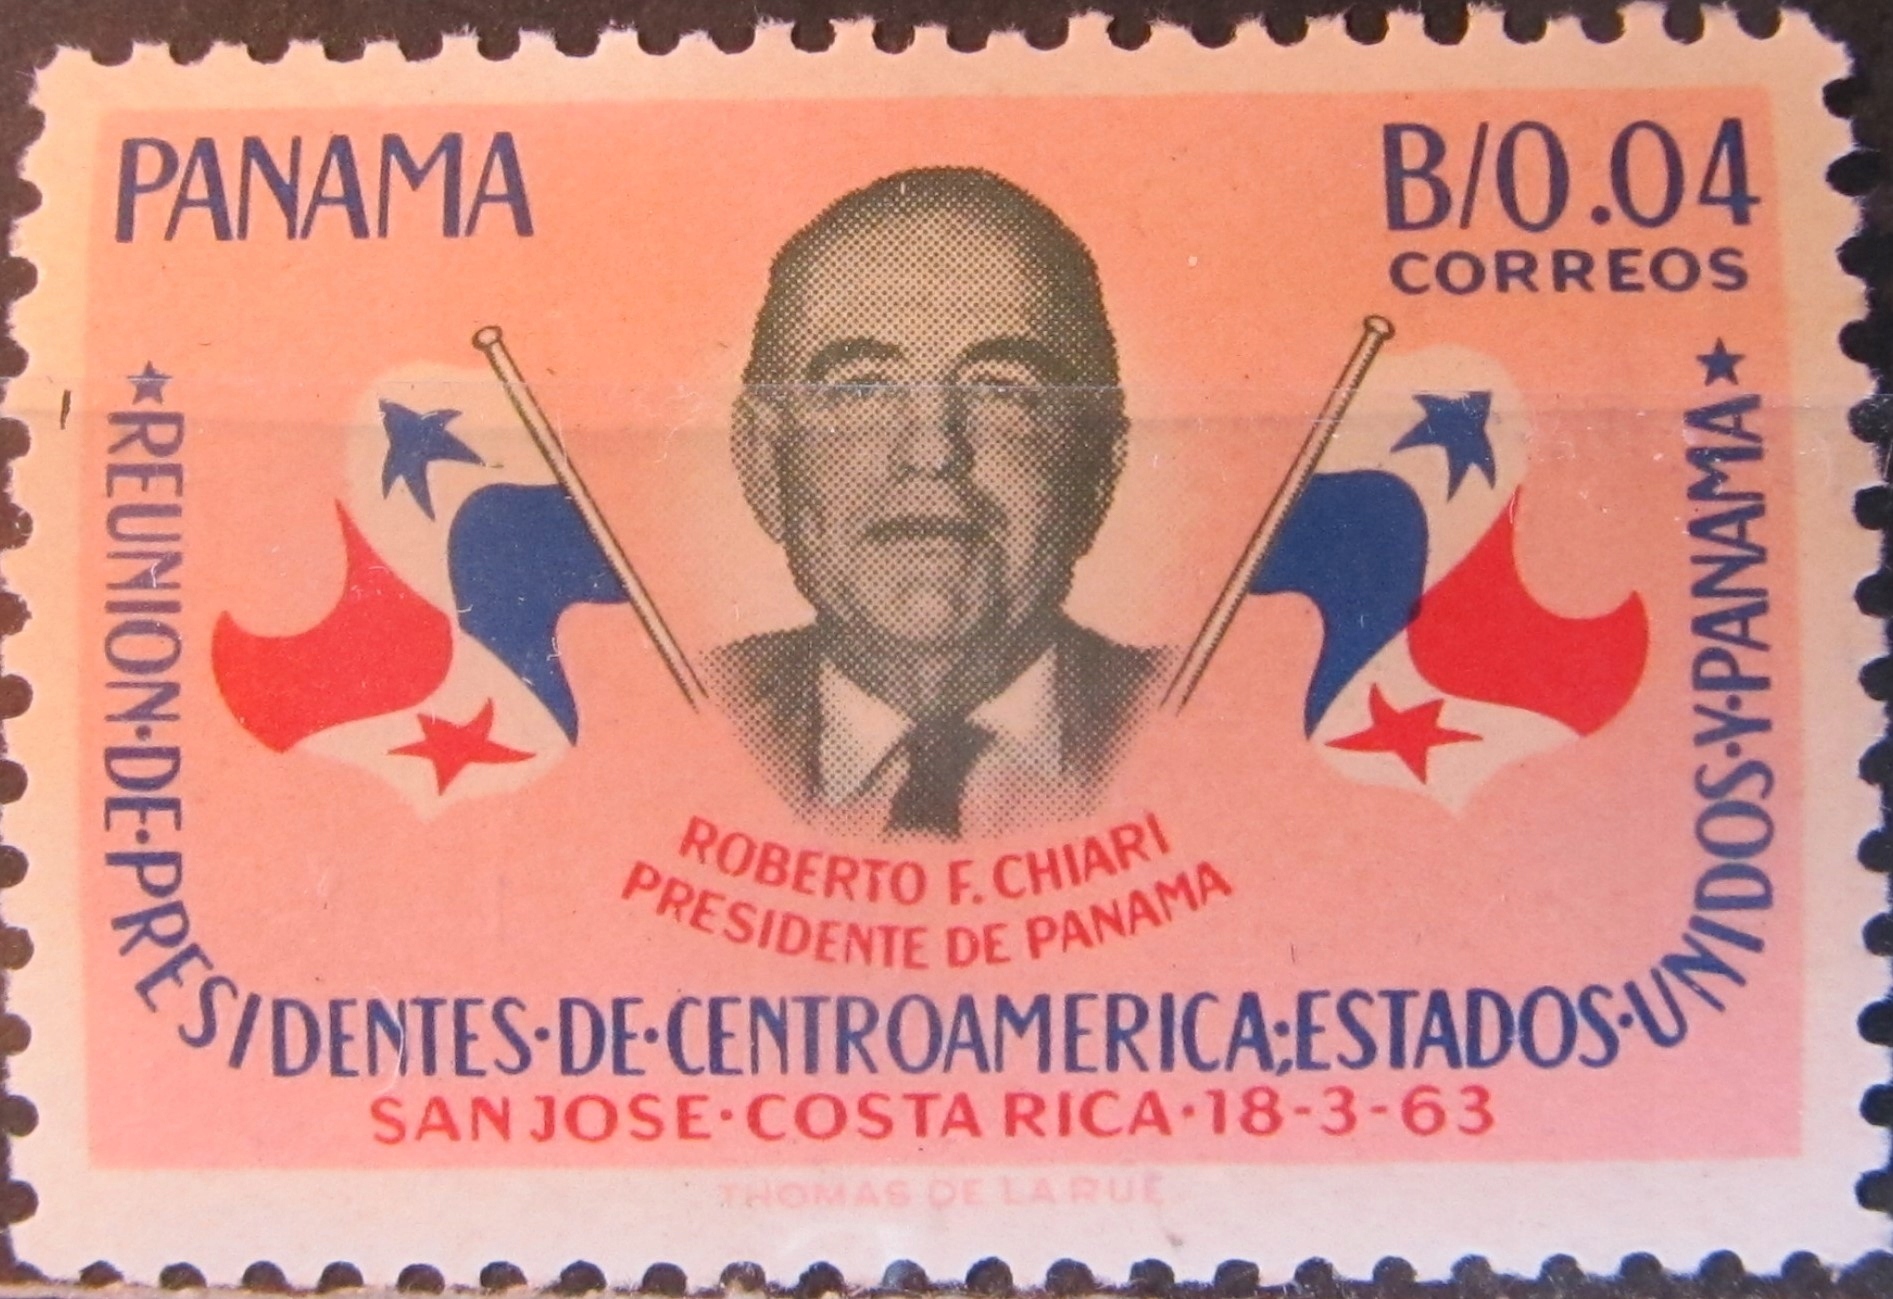 PANAMA
B/0.04
CORREOS
★REUNION·DE·PRESIDENTES·DE·CENTROAMERICA;ESTADOS·UNIDOS·Y·PANAMA★
ROBERTO F. CHIARI
PRESIDENTE DE PANAMA
SAN JOSE·COSTA RICA·18-3-63
THOMAS DE LA RUE